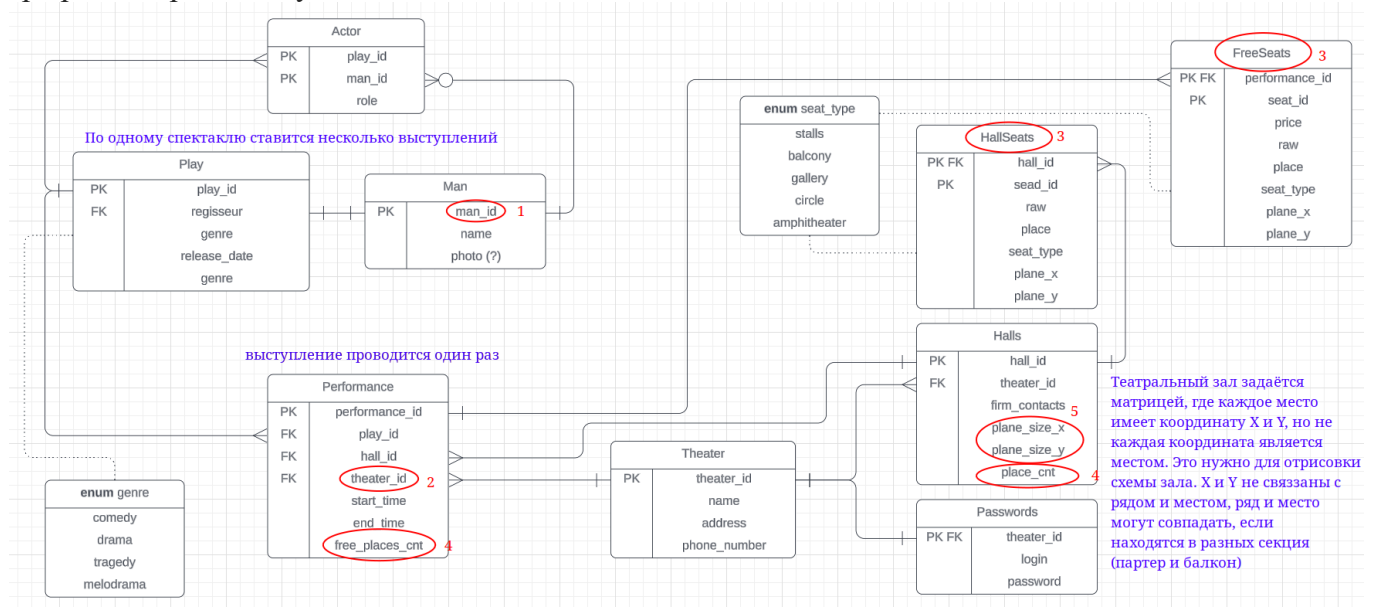 Actor
PK play_id
PK man_id
role
По одному спектаклю ставится несколько выступлений
Play
PK play_id
FK regisseur
genre
release_date
genre
Man
PK man_id 1
name
photo (?)
enum seat_type
stalls
balcony
gallery
circle
amphitheater
HallSeats 3
PK FK hall_id
PK sead_id
raw
place
seat_type
plane_x
plane_y
FreeSeats 3
PK FK performance_id
PK seat_id
price
raw
place
seat_type
plane_x
plane_y
выступление проводится один раз
Performance
PK performance_id
FK play_id
FK hall_id
FK theater_id 2
start_time
end_time
free_places_cnt 4
enum genre
comedy
drama
tragedy
melodrama
Theater
PK theater_id
name
address
phone_number
Halls
PK hall_id
FK theater_id
firm_contacts
5
plane_size_x
plane_size_y
place_cnt 4
Passwords
PK FK theater_id
login
password
Театральный зал задаётся
матрицей, где каждое место
имеет координату X и Y, но не
каждая координата является
местом. Это нужно для отрисовки
схемы зала. X и Y не связзаны с
рядом и местом, ряд и место
могут совпадать, если
находятся в разных секция
(партер и балкон)